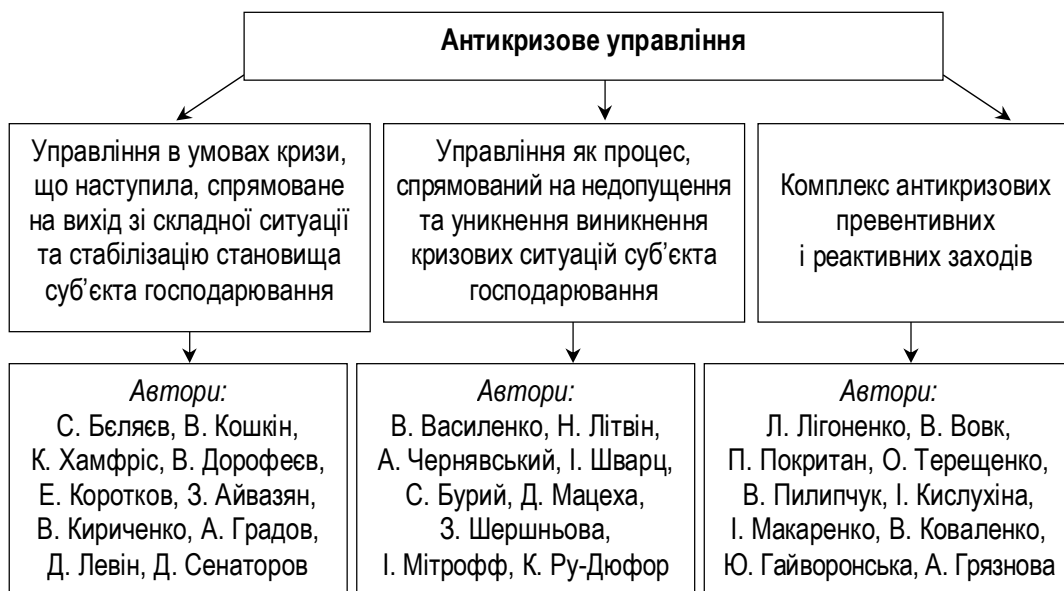 Антикризове управління
Управління в умовах кризи,
що наступила, спрямоване
на вихід зі складної ситуації
та стабілізацію становища
суб’єкта господарювання
Управління як процес,
спрямований на недопущення
та уникнення виникнення
кризових ситуацій суб’єкта
господарювання
Комплекс антикризових
превентивних
і реактивних заходів
Автори:
С. Бєляєв, В. Кошкін,
К. Хамфріс, В. Дорофеєв,
Е. Коротков, З. Айвазян,
В. Кириченко, А. Градов,
Д. Левін, Д. Сенаторов
Автори:
В. Василенко, Н. Літвін,
А. Чернявський, І. Шварц,
С. Бурий, Д. Мацеха,
З. Шершньова,
І. Мітрофф, К. Ру-Дюфор
Автори:
Л. Лігоненко, В. Вовк,
П. Покритан, О. Терещенко,
В. Пилипчук, І. Кислухіна,
І. Макаренко, В. Коваленко,
Ю. Гайворонська, А. Грязнова